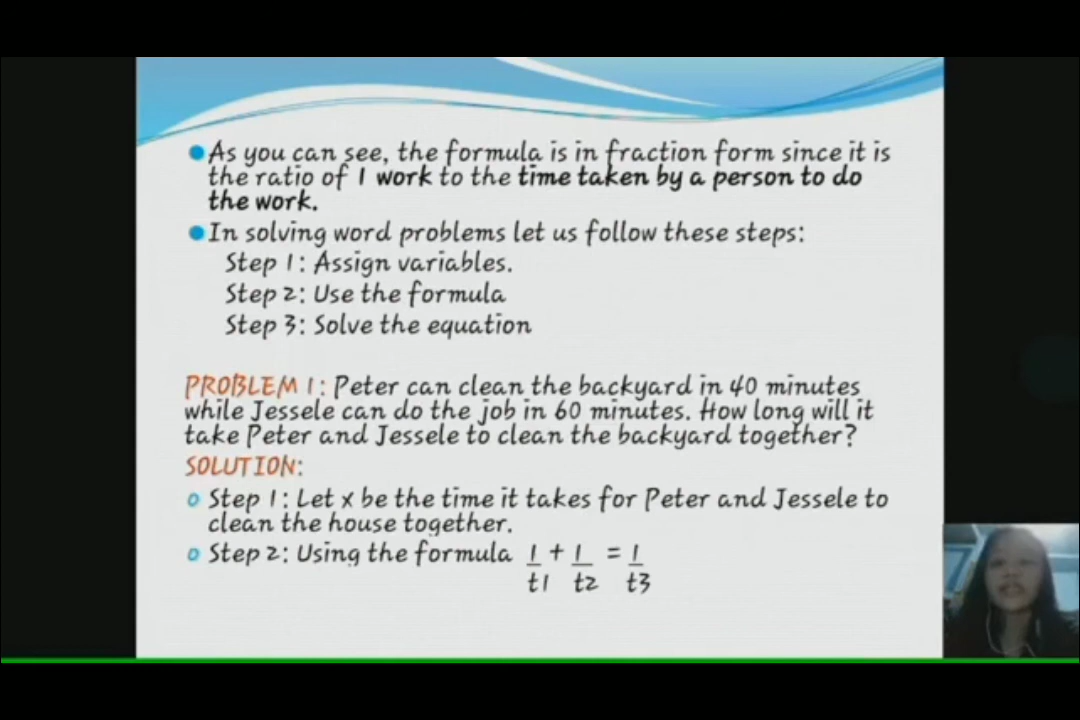 As you can see, the formula is in fraction form since it is
the ratio of 1 work to the time taken by a person to do
the work.
In solving word problems let us follow these steps:
Step 1: Assign variables.
Step 2: Use the formula
Step 3: Solve the equation
PROBLEM 1: Peter can clean the backyard in 40 minutes
while Jessele can do the job in 60 minutes. How long will it
take Peter and Jessele to clean the backyard together?
SOLUTION:
Step 1: Let x be the time it takes for Peter and Jessele to
clean the house together.
Step 2: Using the formula 1 + 1 = 1
t1 t2 t3